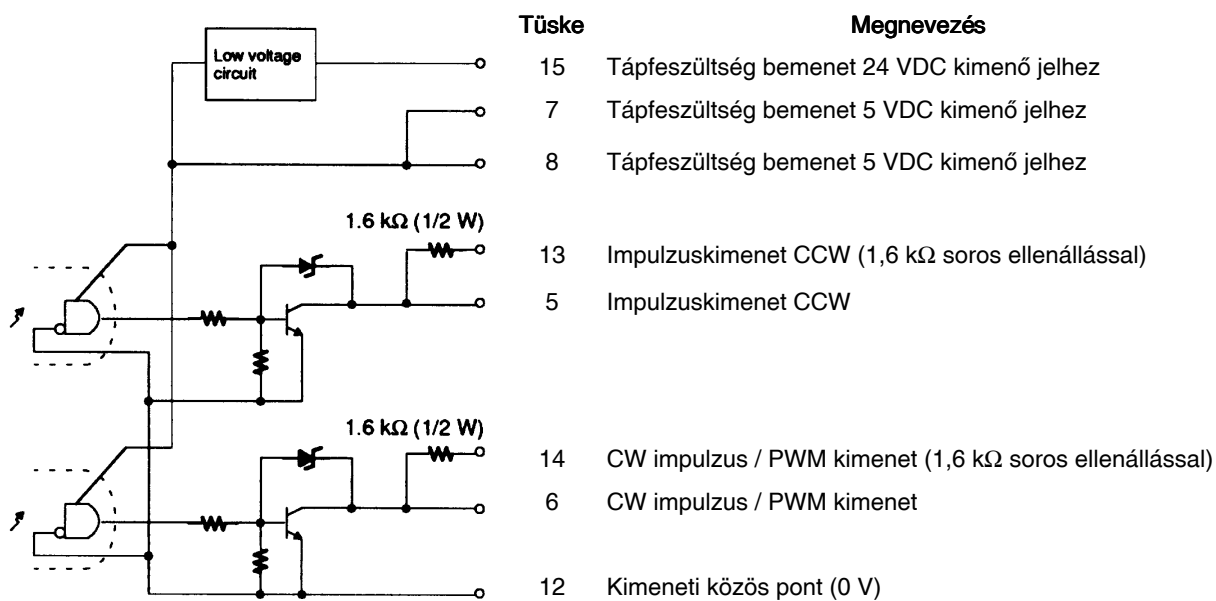 Tüske Megnevezés
Low voltage
circuit
15 Tápfeszültség bemenet 24 VDC kimenő jelhez
7 Tápfeszültség bemenet 5 VDC kimenő jelhez
8 Tápfeszültség bemenet 5 VDC kimenő jelhez
1.6 kΩ (1/2 W)
13 Impulzuskimenet CCW (1,6 kΩ soros ellenállással)
5 Impulzuskimenet CCW
1.6 kΩ (1/2 W)
14 CW impulzus / PWM kimenet (1,6 kΩ soros ellenállással)
6 CW impulzus / PWM kimenet
12 Kimeneti közös pont (0 V)